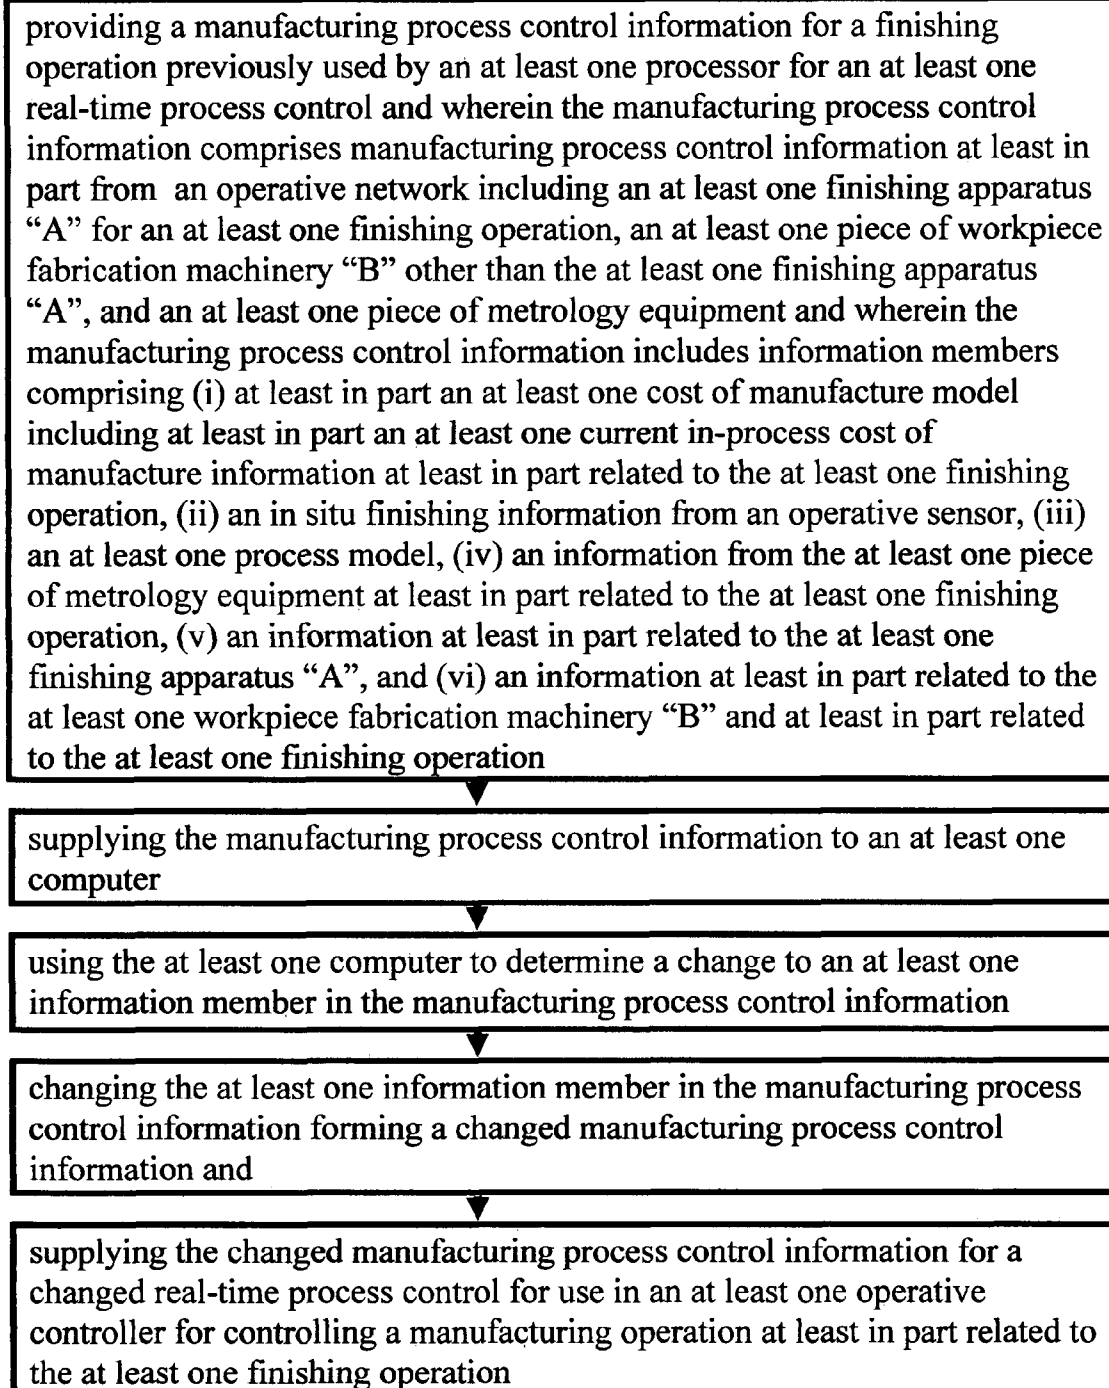 providing a manufacturing process control information for a finishing
operation previously used by an at least one processor for an at least one
real-time process control and wherein the manufacturing process control
information comprises manufacturing process control information at least in
part from an operative network including an at least one finishing apparatus
“A” for an at least one finishing operation, an at least one piece of workpiece
fabrication machinery “B” other than the at least one finishing apparatus
“A”, and an at least one piece of metrology equipment and wherein the
manufacturing process control information includes information members
comprising (i) at least in part an at least one cost of manufacture model
including at least in part an at least one current in-process cost of
manufacture information at least in part related to the at least one finishing
operation, (ii) an in situ finishing information from an operative sensor, (iii)
an at least one process model, (iv) an information from the at least one piece
of metrology equipment at least in part related to the at least one finishing
operation, (v) an information at least in part related to the at least one
finishing apparatus “A”, and (vi) an information at least in part related to the
at least one workpiece fabrication machinery “B” and at least in part related
to the at least one finishing operation
supplying the manufacturing process control information to an at least one
computer
using the at least one computer to determine a change to an at least one
information member in the manufacturing process control information
changing the at least one information member in the manufacturing process
control information forming a changed manufacturing process control
information and
supplying the changed manufacturing process control information for a
changed real-time process control for use in an at least one operative
controller for controlling a manufacturing operation at least in part related to
the at least one finishing operation